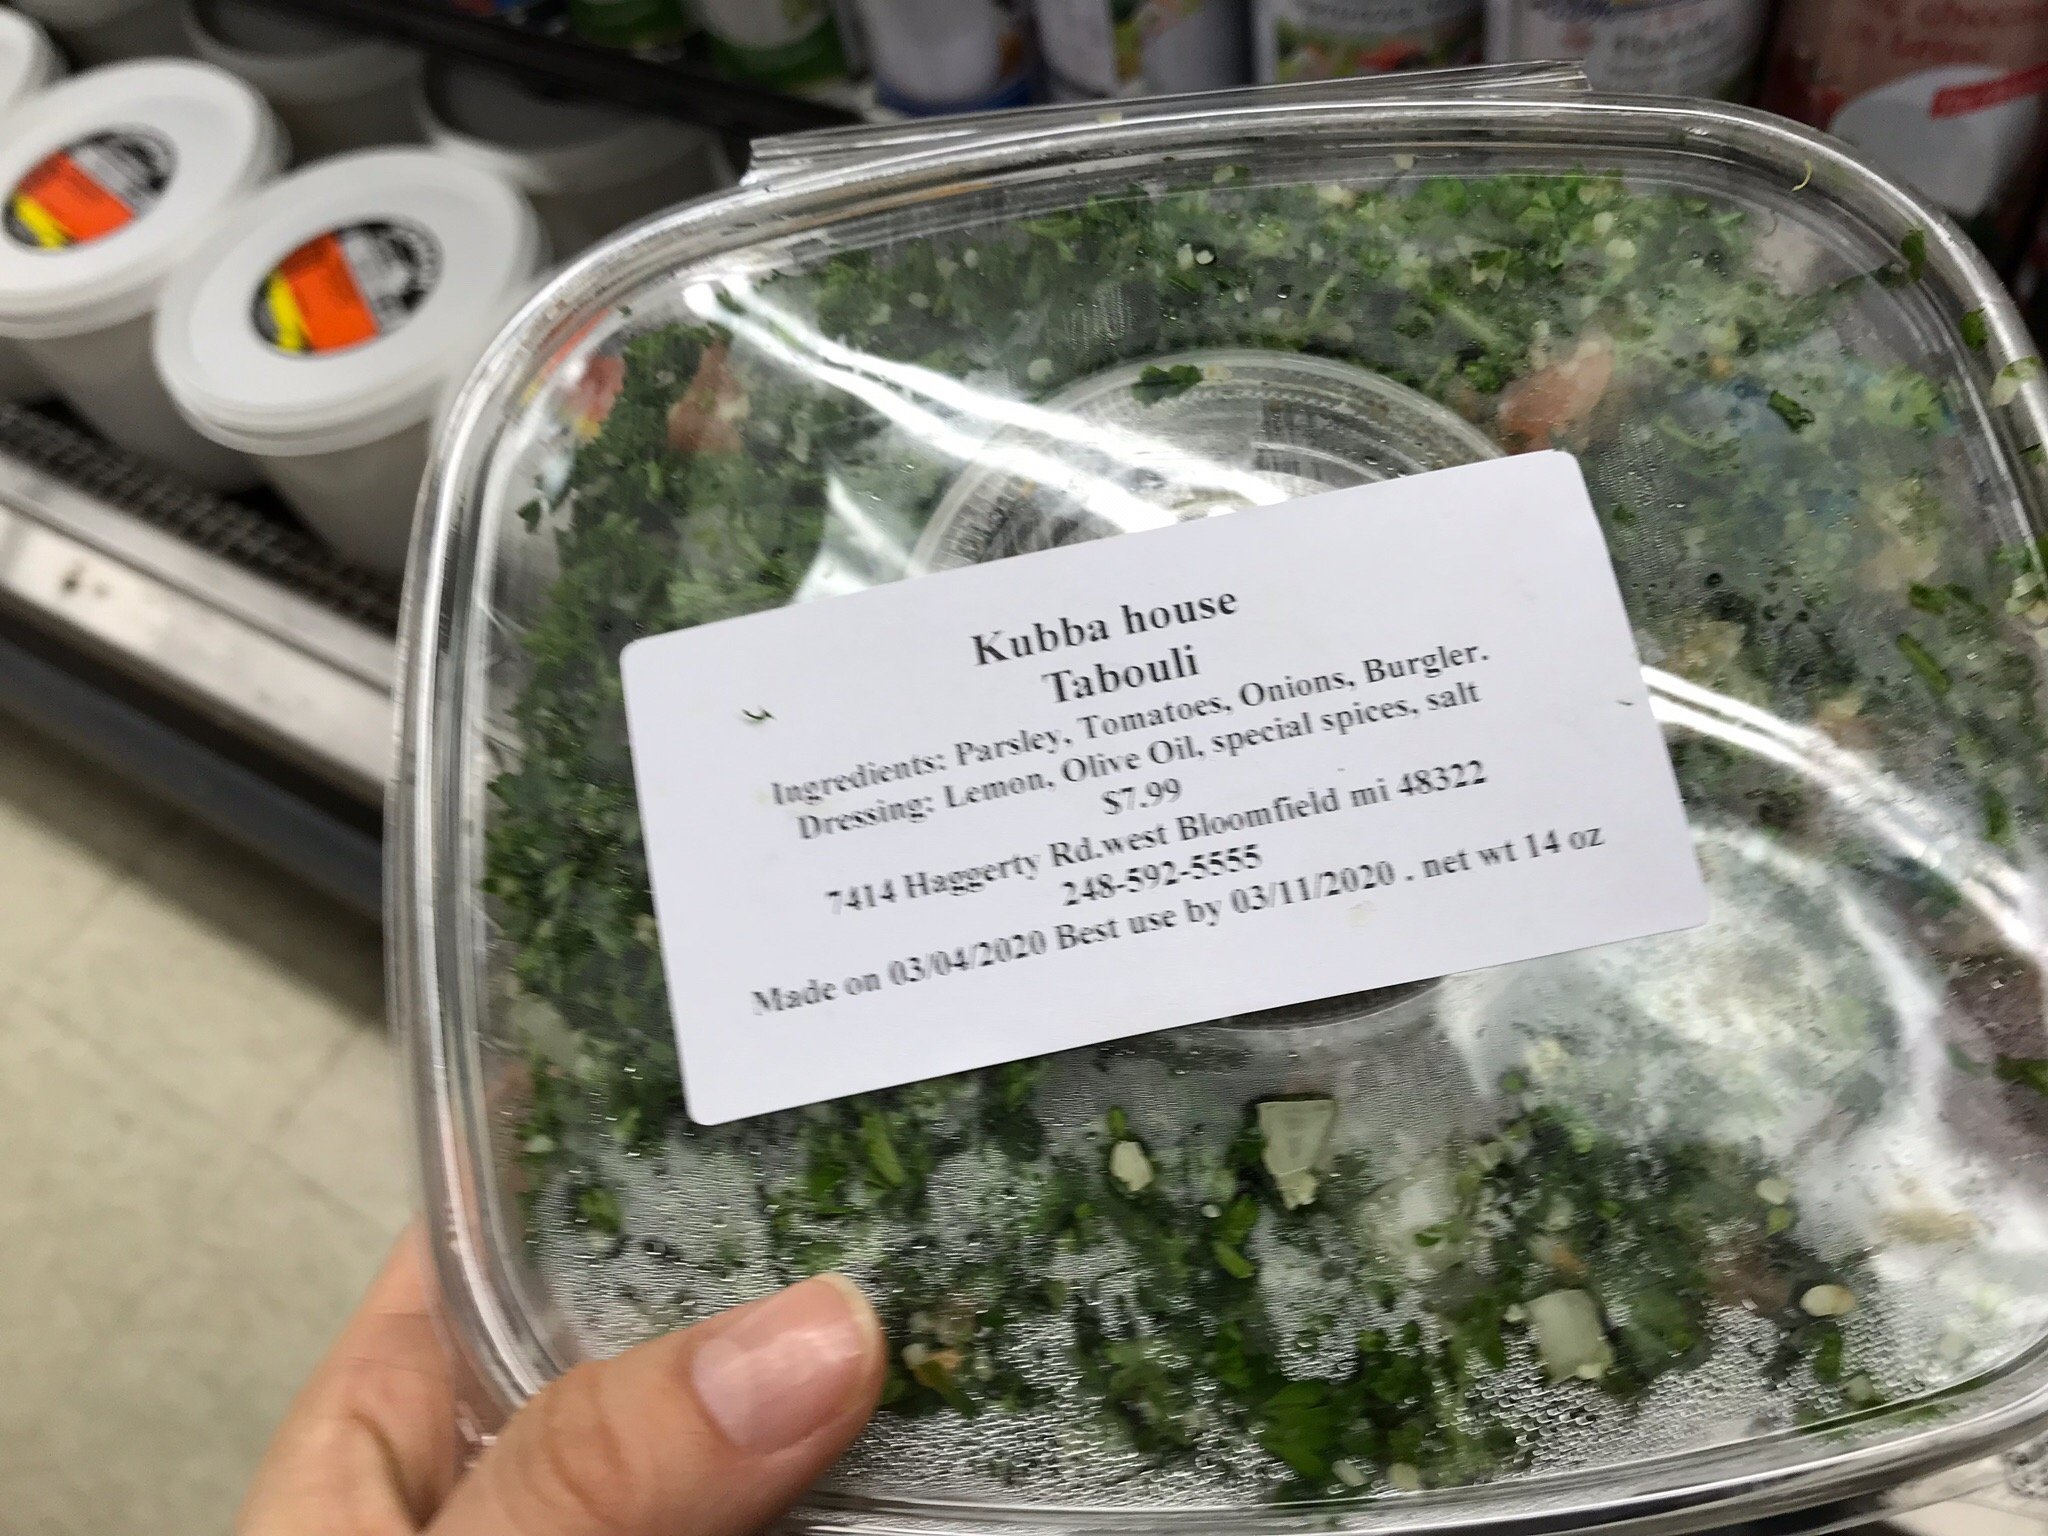 Kubba house
Tabouli
Ingredients: Parsley, Tomatoes, Onions, Burgler.
Dressing: Lemon, Olive Oil, special spices, salt
$7.99
7414 Haggerty Rd.west Bloomfield mi 48322
248-592-5555
Made on 03/04/2020 Best use by 03/11/2020 . net wt 14 oz